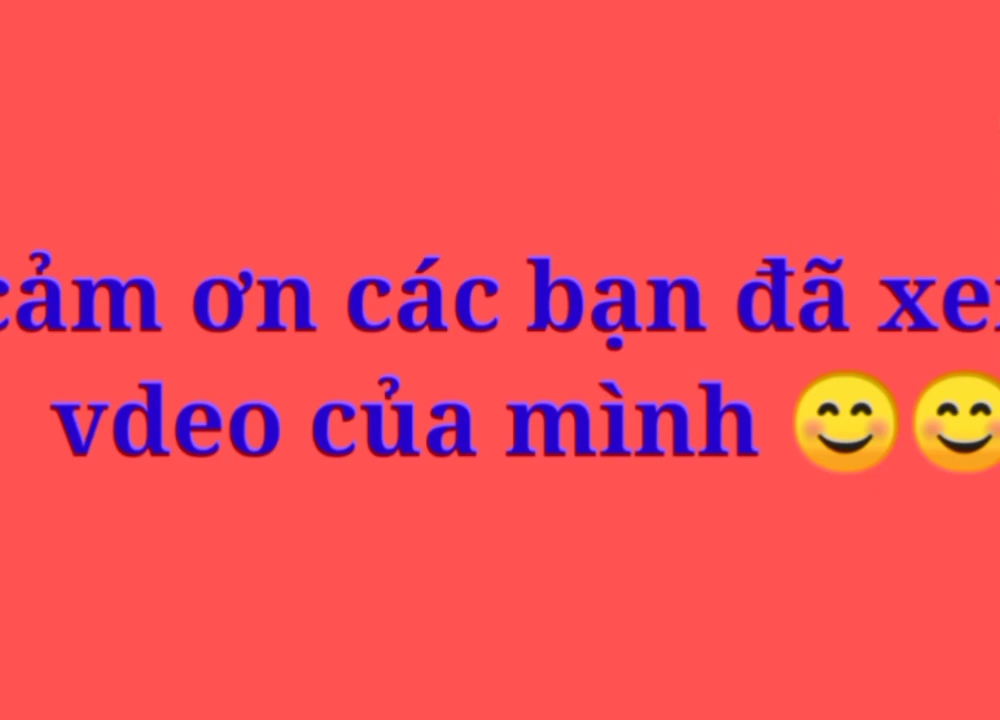 cảm ơn các bạn đã
vdeo của mình 😊😊